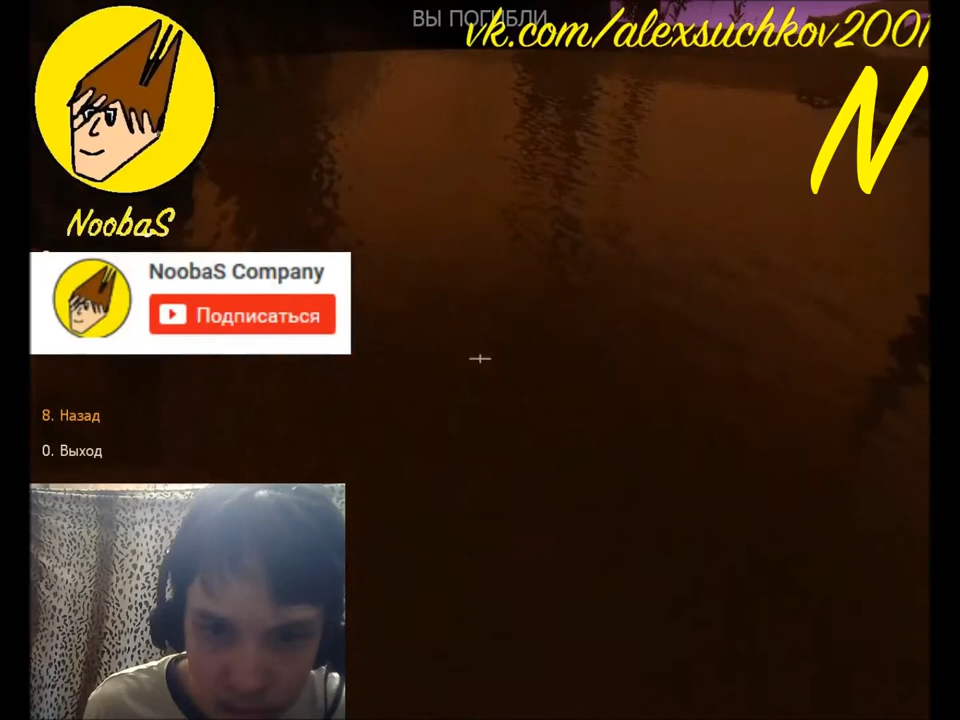 ВЫ ПОГИБЛИ
vk.com/alexsuchkov2001
N
NoobaS
NoobaS Company
Подписаться
8. Назад
0. Выход